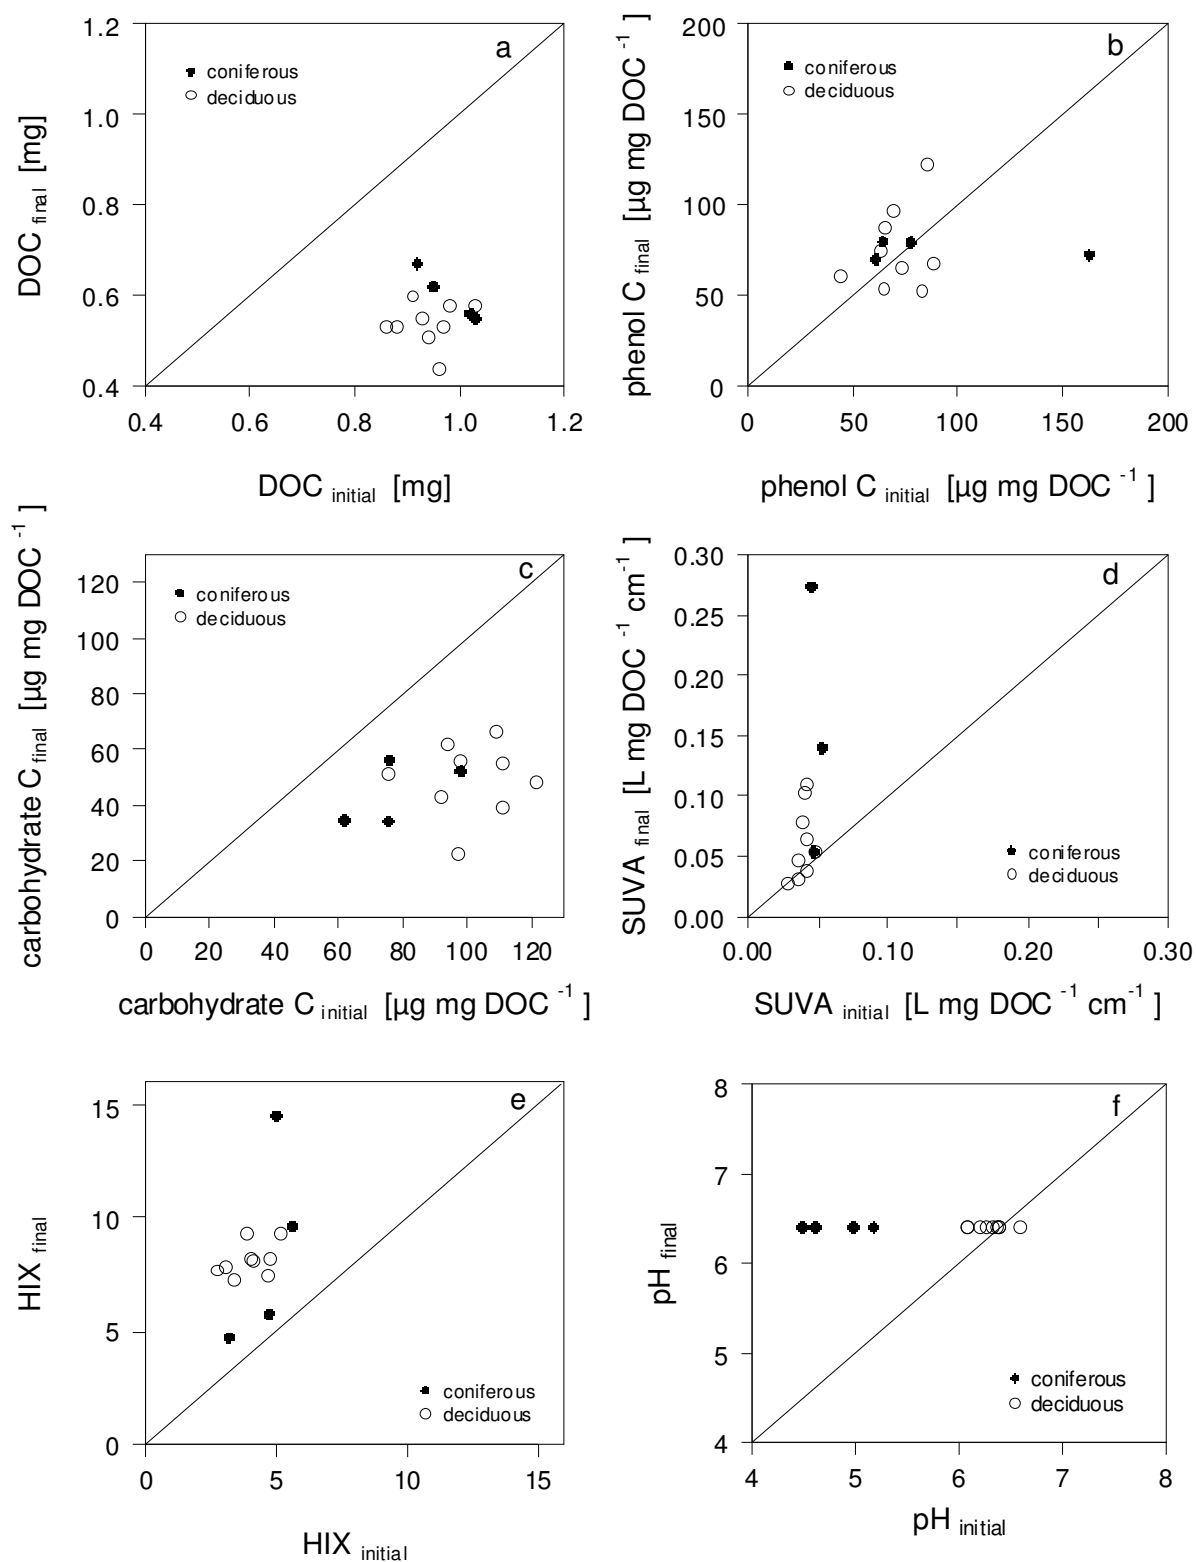 a
1.2
1.0
0.8
0.6
0.4
DOC final [mg]
coniferous
deciduous
0.4
0.6
0.8
1.0
1.2
DOC initial [mg]
b
200
150
100
50
0
phenol C final [µg mg DOC -1 ]
coniferous
deciduous
0
50
100
150
200
phenol C initial [µg mg DOC -1 ]
c
120
100
80
60
40
20
0
carbohydrate C final [µg mg DOC -1 ]
coniferous
deciduous
0
20
40
60
80
100
120
carbohydrate C initial [µg mg DOC -1 ]
d
0.30
0.25
0.20
0.15
0.10
0.05
0.00
SUVA final [L mg DOC -1 cm-1 ]
coniferous
deciduous
0.00
0.10
0.20
0.30
SUVA initial [L mg DOC -1 cm-1 ]
e
15
10
5
0
HIX final
coniferous
deciduous
0
5
10
15
HIX initial
f
8
7
6
5
4
pH final
coniferous
deciduous
4
5
6
7
8
pH initial